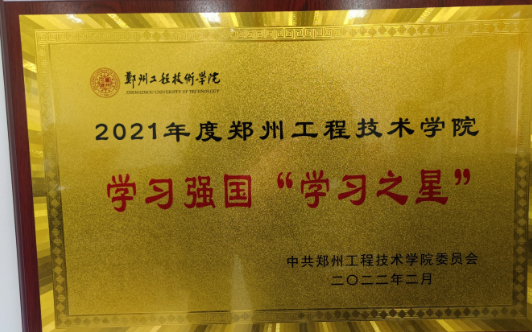 郑州工程技术学院
ZHENGZHOU UNIVERSITY OF TECHNOLOGY
2021年度郑州工程技术学院
学习强国“学习之星”
中共郑州工程技术学院委员会
二〇二二年二月